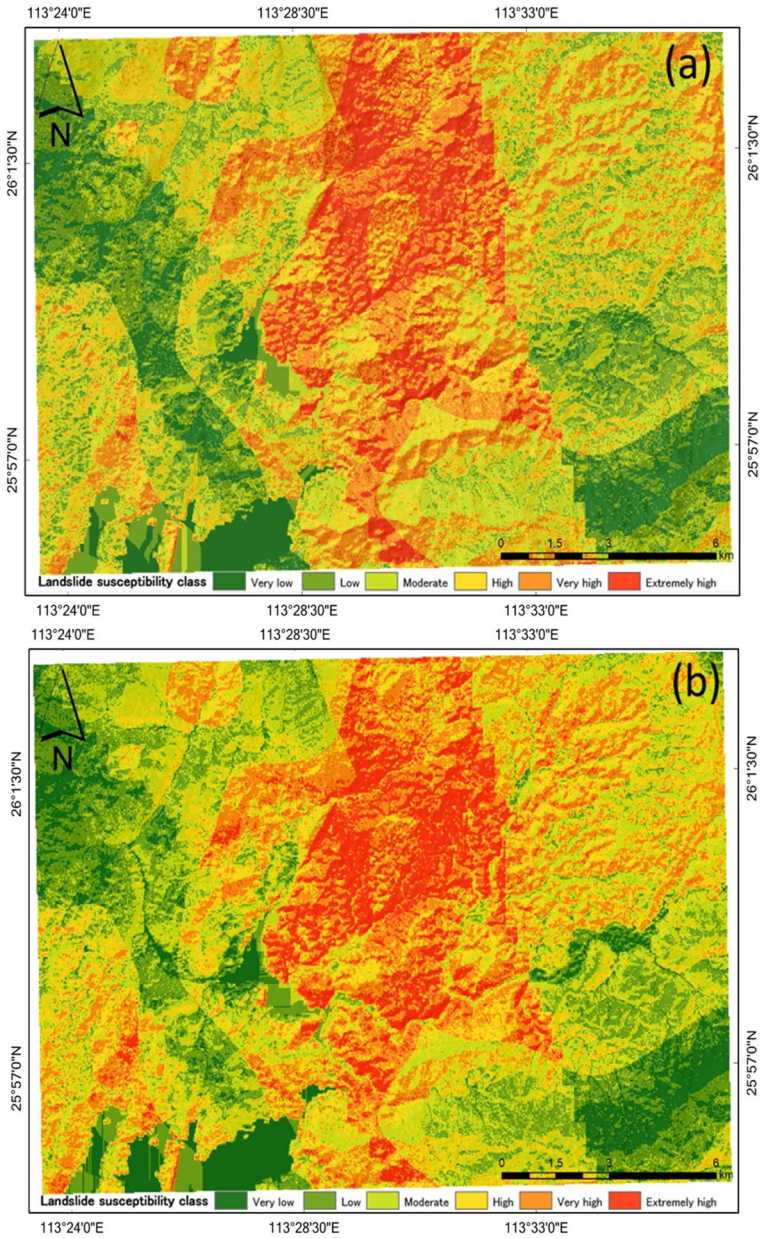 113°24'0"E 113°28'30"E 113°33'0"E
(a)
N
26°1'30"N 26°1'30"N
25°57'0"N 25°57'0"N
0 1.5 3 6
km
Landslide susceptibility class Very low Low Moderate High Very high Extremely high
113°24'0"E 113°28'30"E 113°33'0"E
113°24'0"E 113°28'30"E 113°33'0"E
(b)
N
26°1'30"N 26°1'30"N
25°57'0"N 25°57'0"N
0 1.5 3 6
km
Landslide susceptibility class Very low Low Moderate High Very high Extremely high
113°24'0"E 113°28'30"E 113°33'0"E